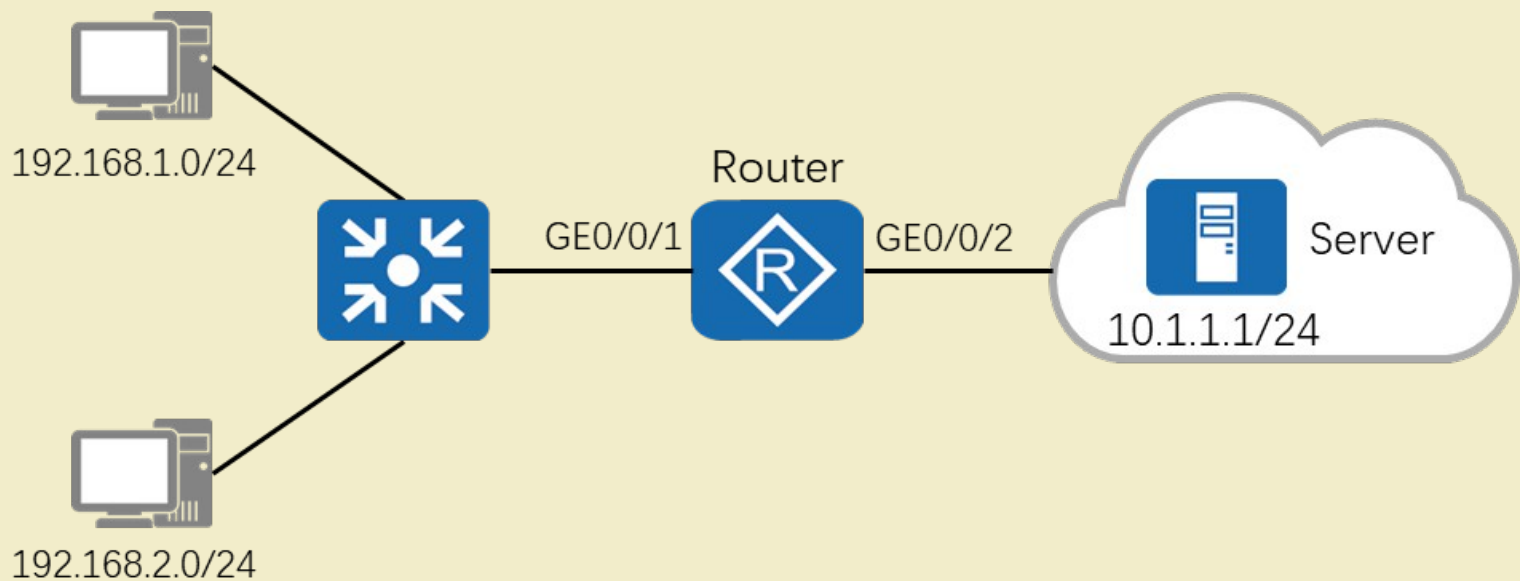 192.168.1.0/24
Router
GE0/0/1
R
GE0/0/2
Server
10.1.1.1/24
192.168.2.0/24